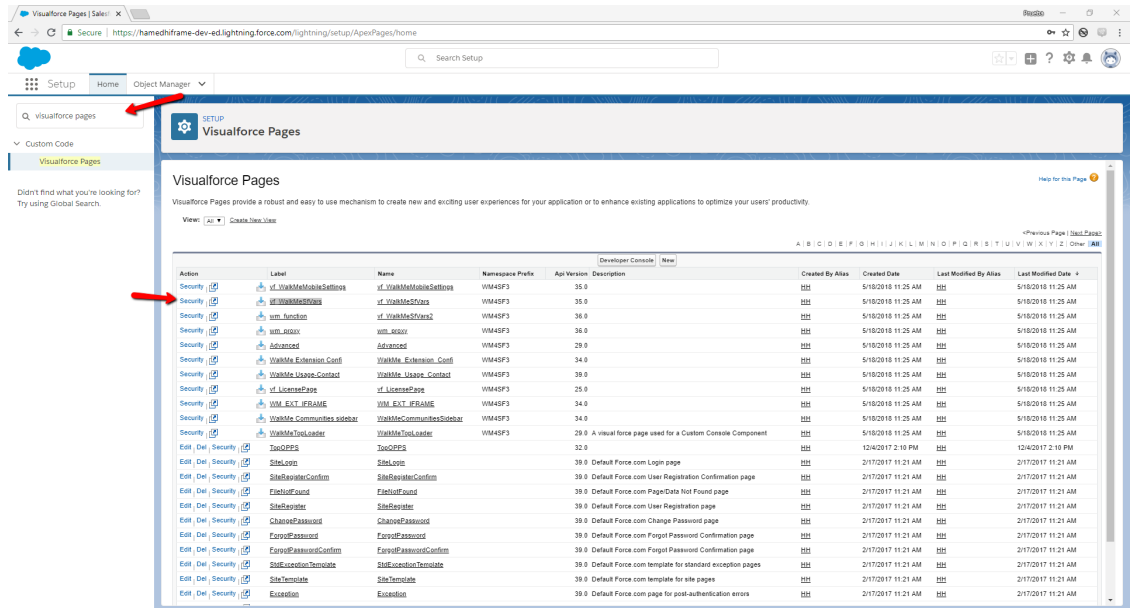 Visualforce Pages | Salesf
Prueba
Secure | https://hamedhiframe-dev-ed.lightning.force.com/lightning/setup/ApexPages/home
Search Setup
Setup Home Object Manager
visualforce pages
Custom Code
Visualforce Pages
Didn't find what you're looking for?
Try using Global Search.
SETUP
Visualforce Pages
Visualforce Pages
Help for this Page
Visualforce Pages provide a robust and easy to use mechanism to create new and exciting user experiences for your application or to enhance existing applications to optimize your users' productivity.
View: All Create New View
<Previous Page | Next Page>
A | B | C | D | E | F | G | H | I | J | K | L | M | N | O | P | Q | R | S | T | U | V | W | X | Y | Z | Other | All
Developer Console New
Action Label Name Namespace Prefix Api Version Description Created By Alias Created Date Last Modified By Alias Last Modified Date
Security | vf_WalkMeMobileSettings vf_WalkMeMobileSettings WM4SF3 35.0 HH 5/18/2018 11:25 AM HH 5/18/2018 11:25 AM
Security | vf_WalkMeSfVars vf_WalkMeSfVars WM4SF3 35.0 HH 5/18/2018 11:25 AM HH 5/18/2018 11:25 AM
Security | wm_function vf_WalkMeSfVars2 WM4SF3 36.0 HH 5/18/2018 11:25 AM HH 5/18/2018 11:25 AM
Security | wm_proxy wm_proxy WM4SF3 36.0 HH 5/18/2018 11:25 AM HH 5/18/2018 11:25 AM
Security | Advanced Advanced WM4SF3 29.0 HH 5/18/2018 11:25 AM HH 5/18/2018 11:25 AM
Security | WalkMe Extension Confi WalkMe_Extension_Confi WM4SF3 34.0 HH 5/18/2018 11:25 AM HH 5/18/2018 11:25 AM
Security | WalkMe Usage-Contact WalkMe_Usage_Contact WM4SF3 39.0 HH 5/18/2018 11:25 AM HH 5/18/2018 11:25 AM
Security | vf_LicensePage vf_LicensePage WM4SF3 25.0 HH 5/18/2018 11:25 AM HH 5/18/2018 11:25 AM
Security | WM_EXT_IFRAME WM_EXT_IFRAME WM4SF3 34.0 HH 5/18/2018 11:25 AM HH 5/18/2018 11:25 AM
Security | WalkMe Communities sidebar WalkMeCommunitiesSidebar WM4SF3 34.0 HH 5/18/2018 11:25 AM HH 5/18/2018 11:25 AM
Security | WalkMeTopLoader WalkMeTopLoader WM4SF3 29.0 A visual force page used for a Custom Console Component HH 5/18/2018 11:25 AM HH 5/18/2018 11:25 AM
Edit | Del | Security | TopOPPS TopOPPS 32.0 HH 12/4/2017 2:10 PM HH 12/4/2017 2:10 PM
Edit | Del | Security | SiteLogin SiteLogin 39.0 Default Force.com Login page HH 2/17/2017 11:21 AM HH 2/17/2017 11:21 AM
Edit | Del | Security | SiteRegisterConfirm SiteRegisterConfirm 39.0 Default Force.com User Registration Confirmation page HH 2/17/2017 11:21 AM HH 2/17/2017 11:21 AM
Edit | Del | Security | FileNotFound FileNotFound 39.0 Default Force.com Page/Data Not Found page HH 2/17/2017 11:21 AM HH 2/17/2017 11:21 AM
Edit | Del | Security | SiteRegister SiteRegister 39.0 Default Force.com User Registration page HH 2/17/2017 11:21 AM HH 2/17/2017 11:21 AM
Edit | Del | Security | ChangePassword ChangePassword 39.0 Default Force.com Change Password page HH 2/17/2017 11:21 AM HH 2/17/2017 11:21 AM
Edit | Del | Security | ForgotPassword ForgotPassword 39.0 Default Force.com Forgot Password page HH 2/17/2017 11:21 AM HH 2/17/2017 11:21 AM
Edit | Del | Security | ForgotPasswordConfirm ForgotPasswordConfirm 39.0 Default Force.com Forgot Password Confirmation page HH 2/17/2017 11:21 AM HH 2/17/2017 11:21 AM
Edit | Del | Security | StdExceptionTemplate StdExceptionTemplate 39.0 Default Force.com template for standard exception pages HH 2/17/2017 11:21 AM HH 2/17/2017 11:21 AM
Edit | Del | Security | SiteTemplate SiteTemplate 39.0 Default Force.com template for site pages HH 2/17/2017 11:21 AM HH 2/17/2017 11:21 AM
Edit | Del | Security | Exception Exception 39.0 Default Force.com page for post-authentication errors HH 2/17/2017 11:21 AM HH 2/17/2017 11:21 AM